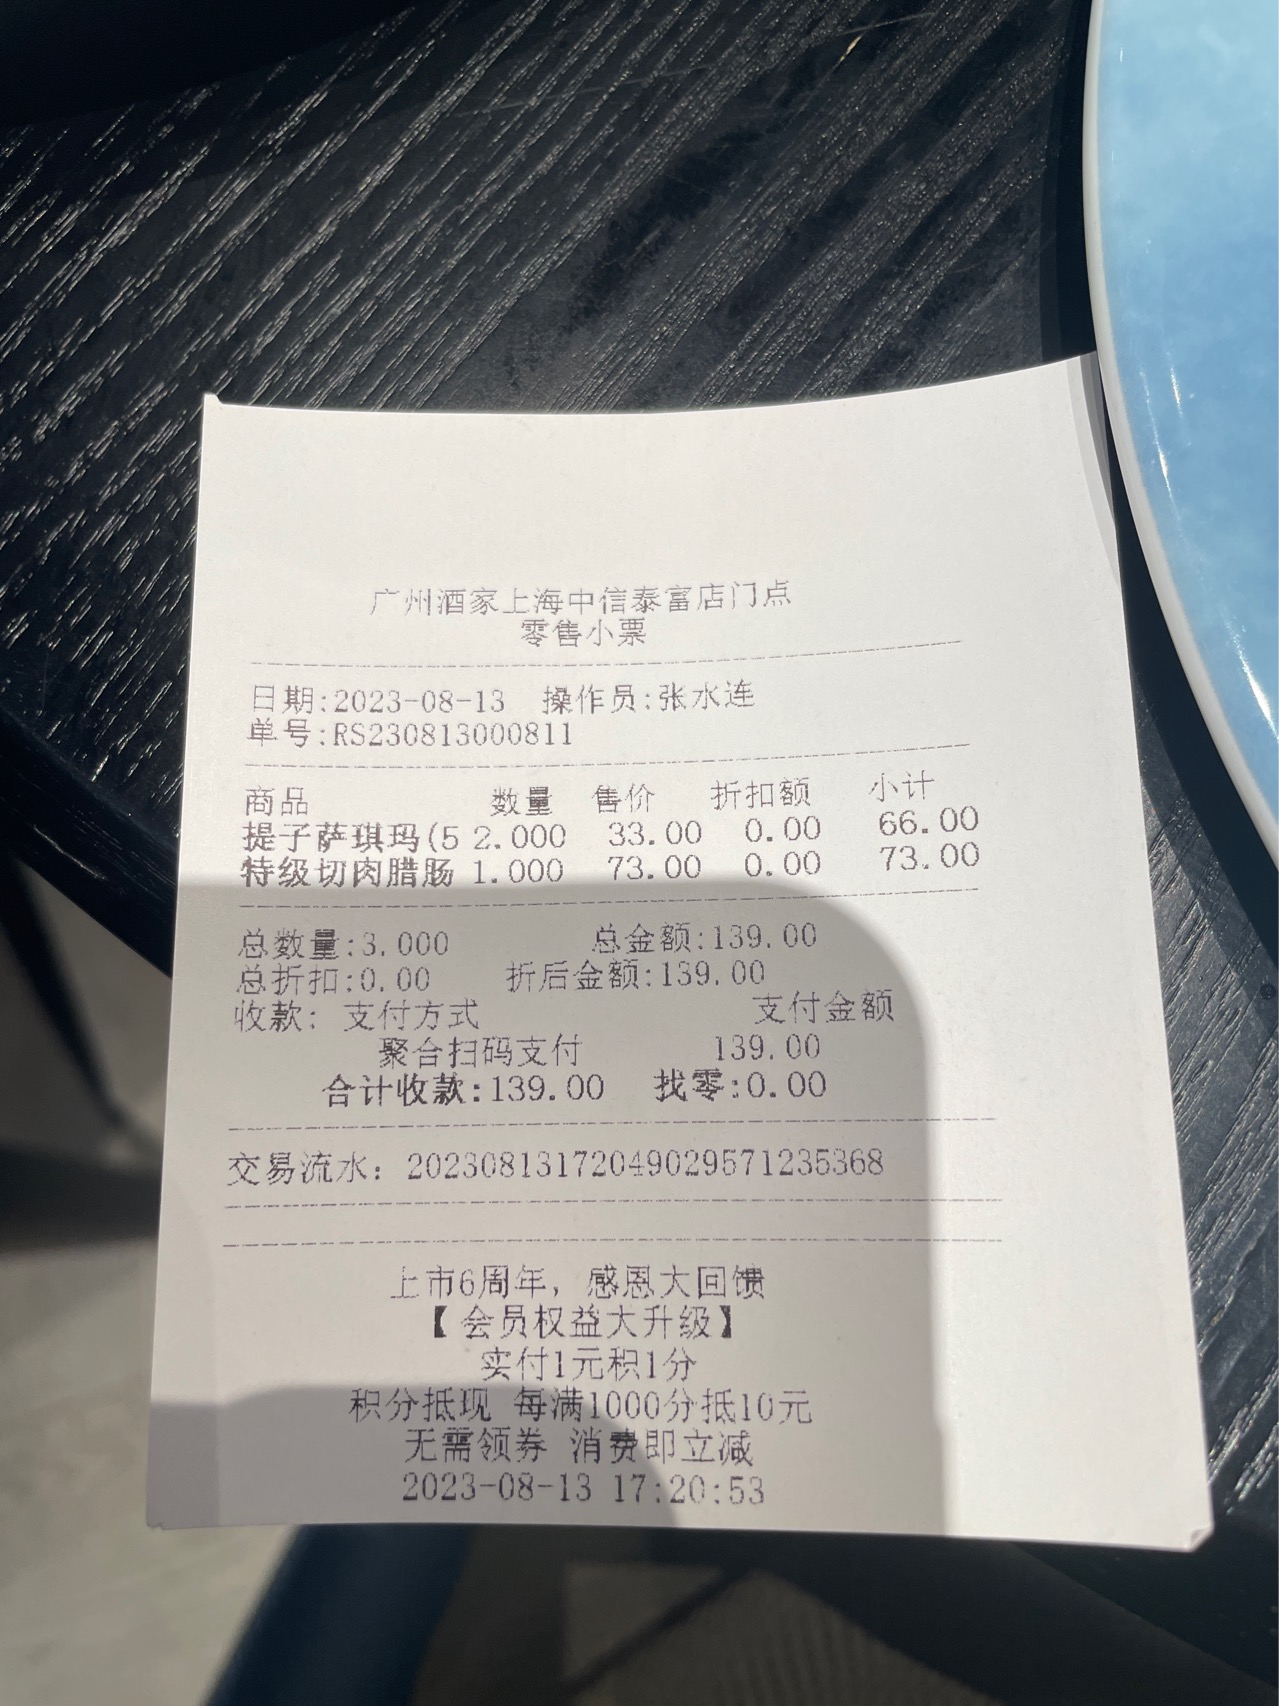 广州酒家上海中信泰富店门点
零售小票
日期:2023-08-13 操作员:张水连
单号:RS230813000811
商品 数量 售价 折扣额 小计
提子萨琪玛(5 2.000 33.00 0.00 66.00
特级切肉腊肠 1.000 73.00 0.00 73.00
总数量:3.000 总金额:139.00
总折扣:0.00 折后金额:139.00
收款: 支付方式 支付金额
聚合扫码支付 139.00
合计收款:139.00 找零:0.00
交易流水: 20230813172049029571235368
上市6周年，感恩大回馈
【会员权益大升级】
实付1元积1分
积分抵现 每满1000分抵10元
无需领券 消费即立减
2023-08-13 17:20:53